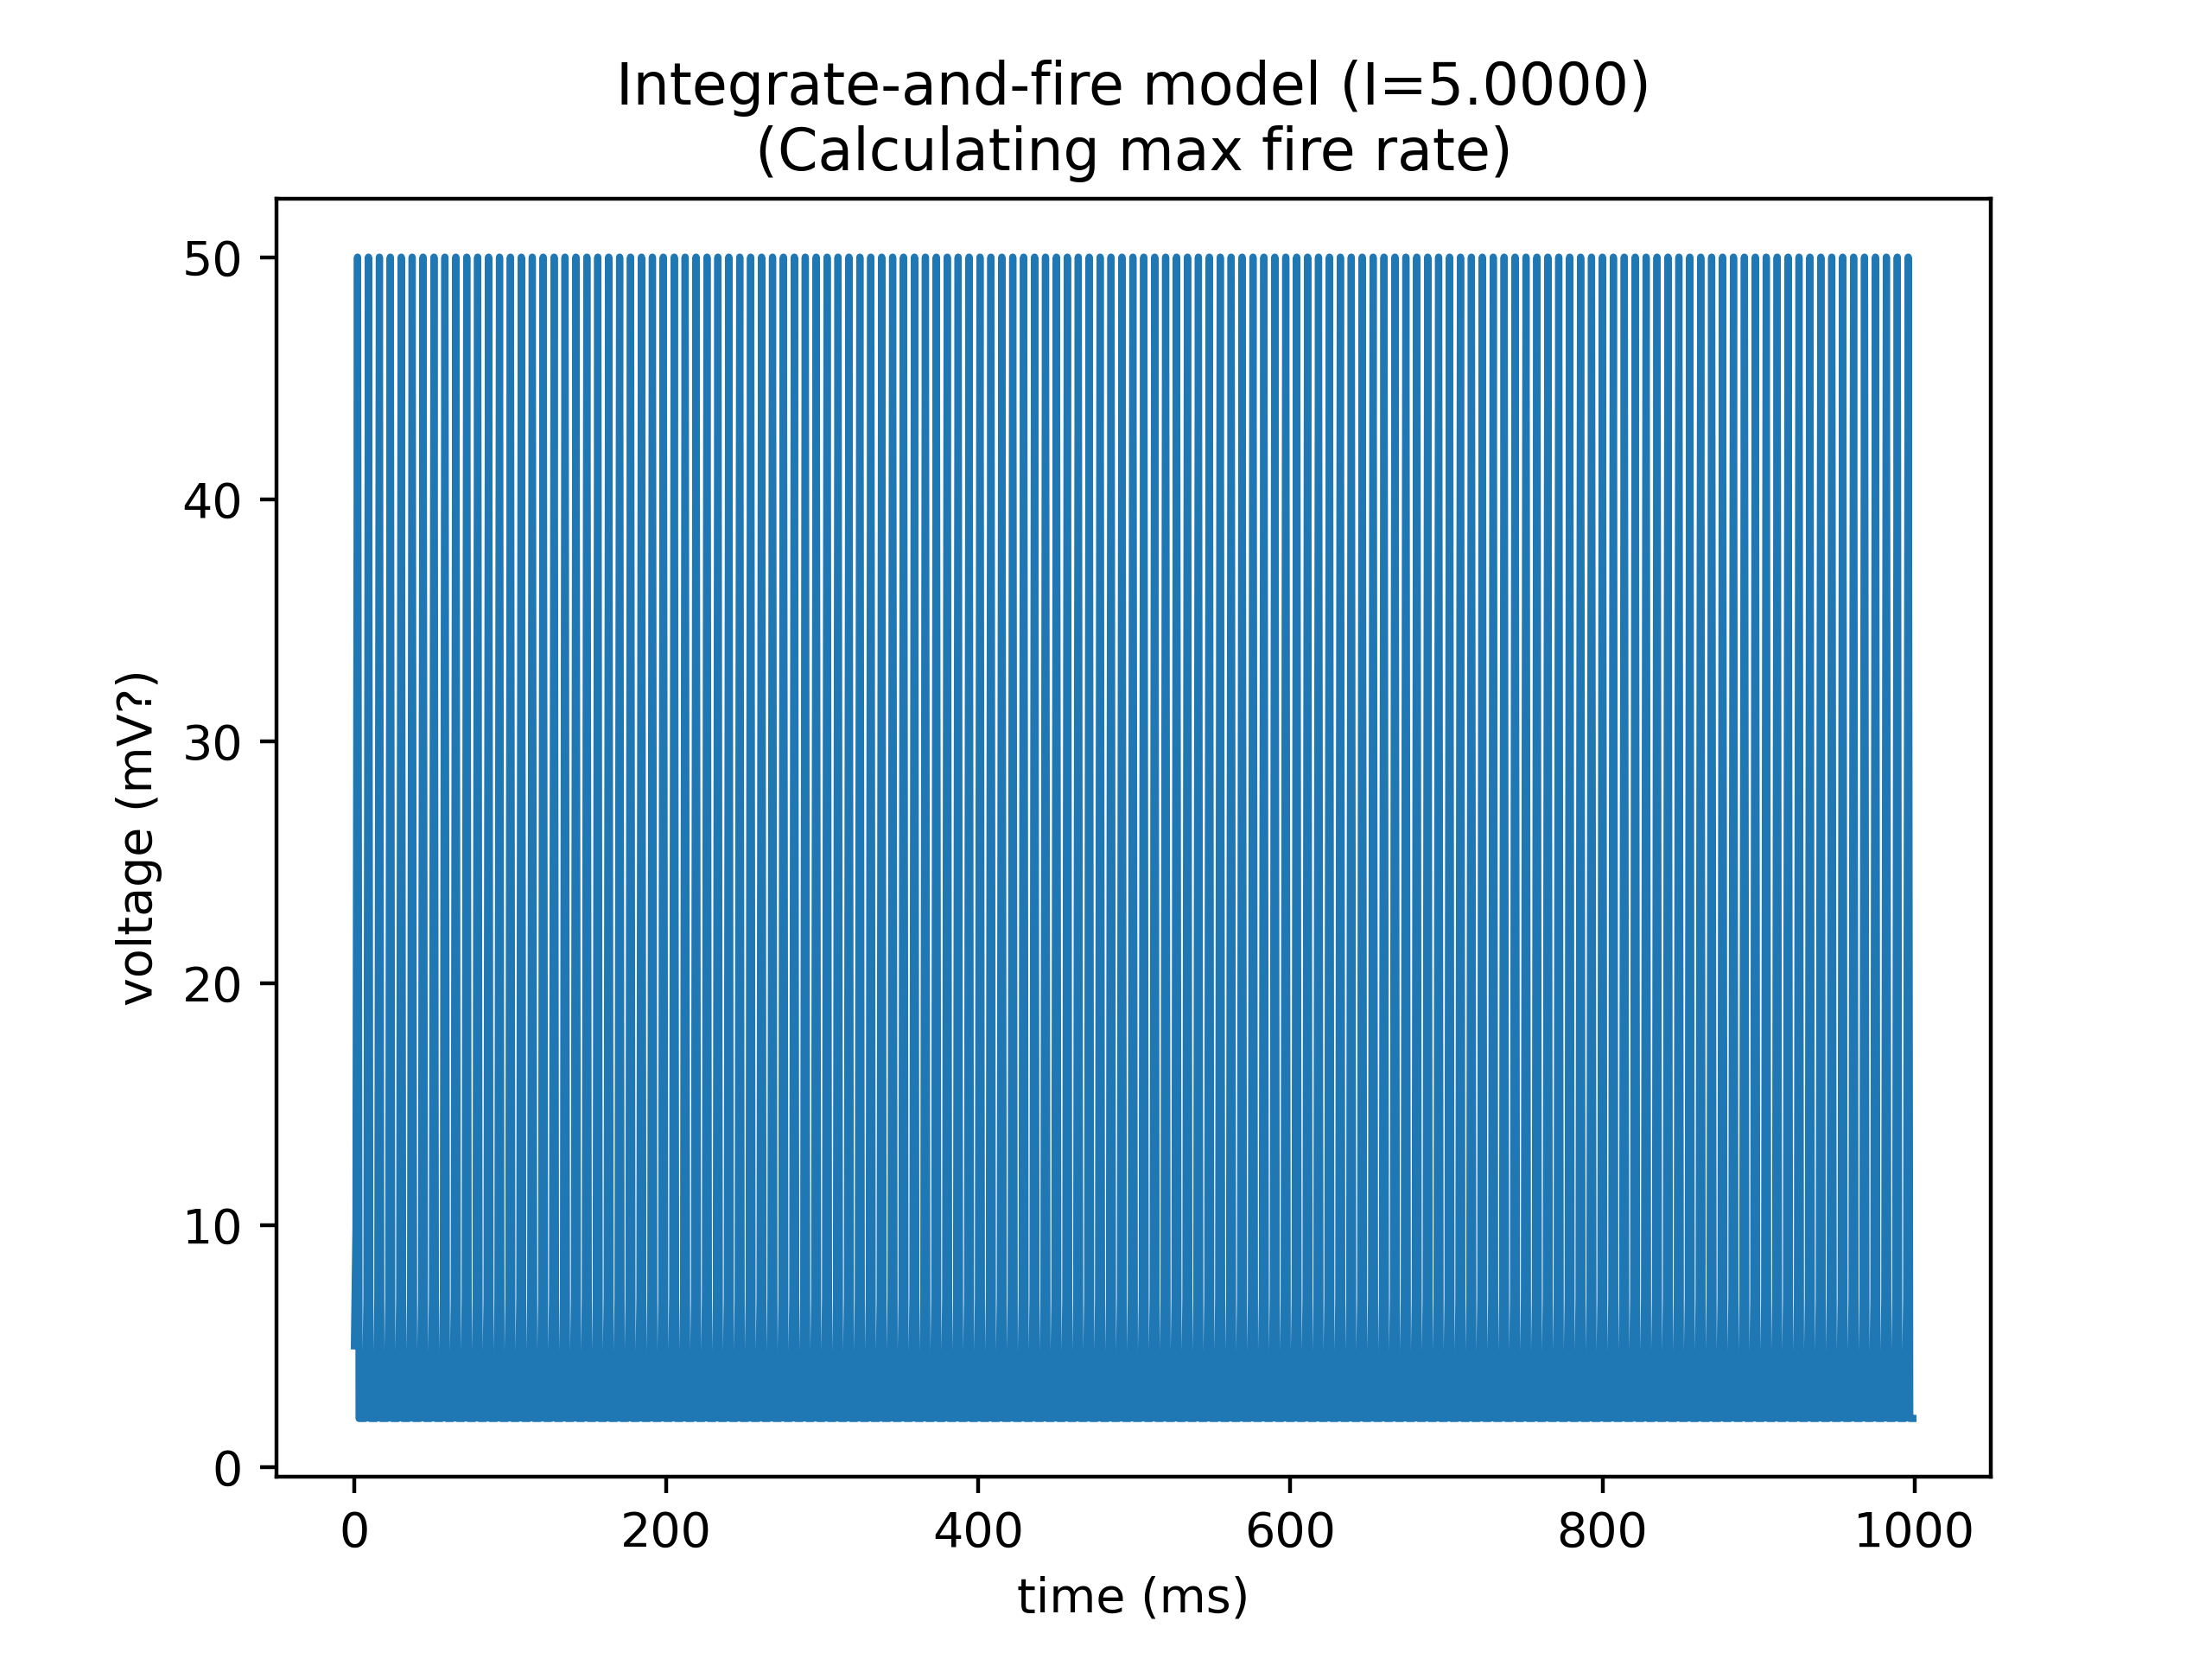 Integrate-and-fire model (I=5.0000)
(Calculating max fire rate)
50
40
30
20
10
0
voltage (mV?)
0 200 400 600 800 1000
time (ms)